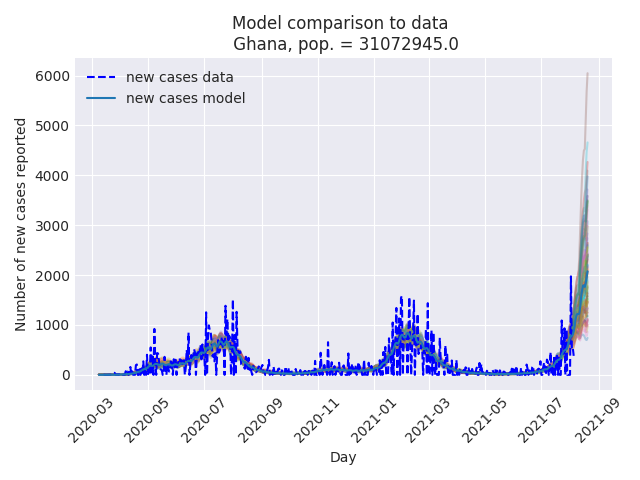 Model comparison to data
Ghana, pop. = 31072945.0
new cases data
new cases model
Number of new cases reported
6000
5000
4000
3000
2000
1000
0
2020-03
2020-05
2020-07
2020-09
2020-11
2021-01
2021-03
2021-05
2021-07
2021-09
Day